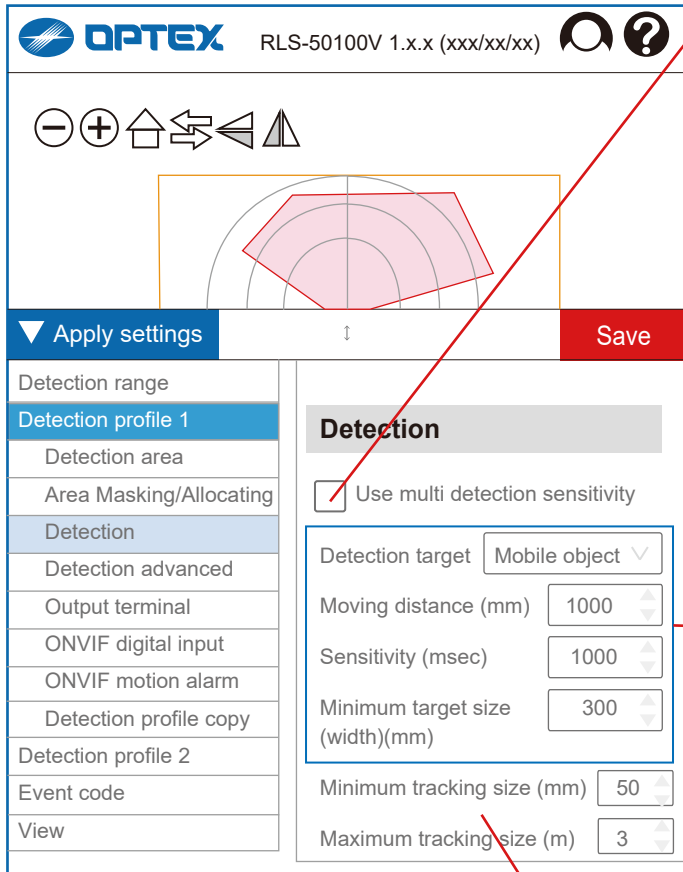 OPTEX
RLS-50100V 1.x.x (xxx/xx/xx)
?
Apply settings
Save
Detection range
Detection profile 1
Detection area
Area Masking/Allocating
Detection
Detection advanced
Output terminal
ONVIF digital input
ONVIF motion alarm
Detection profile copy
Detection profile 2
Event code
View
Detection
Use multi detection sensitivity
Detection target Mobile object
Moving distance (mm) 1000
Sensitivity (msec) 1000
Minimum target size 300
(width)(mm)
Minimum tracking size (mm) 50
Maximum tracking size (m) 3